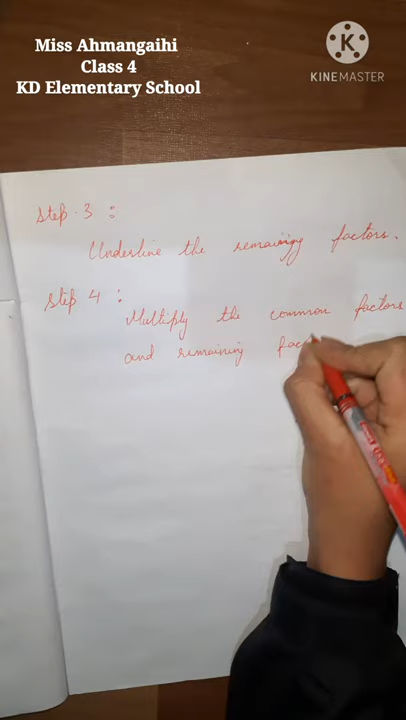 Miss Ahmangaihi
Class 4
KD Elementary School
K
KINEMASTER
Step 3 :
Underline the remaining factors.
Step 4 :
Multiply the common factors
and remaining fac